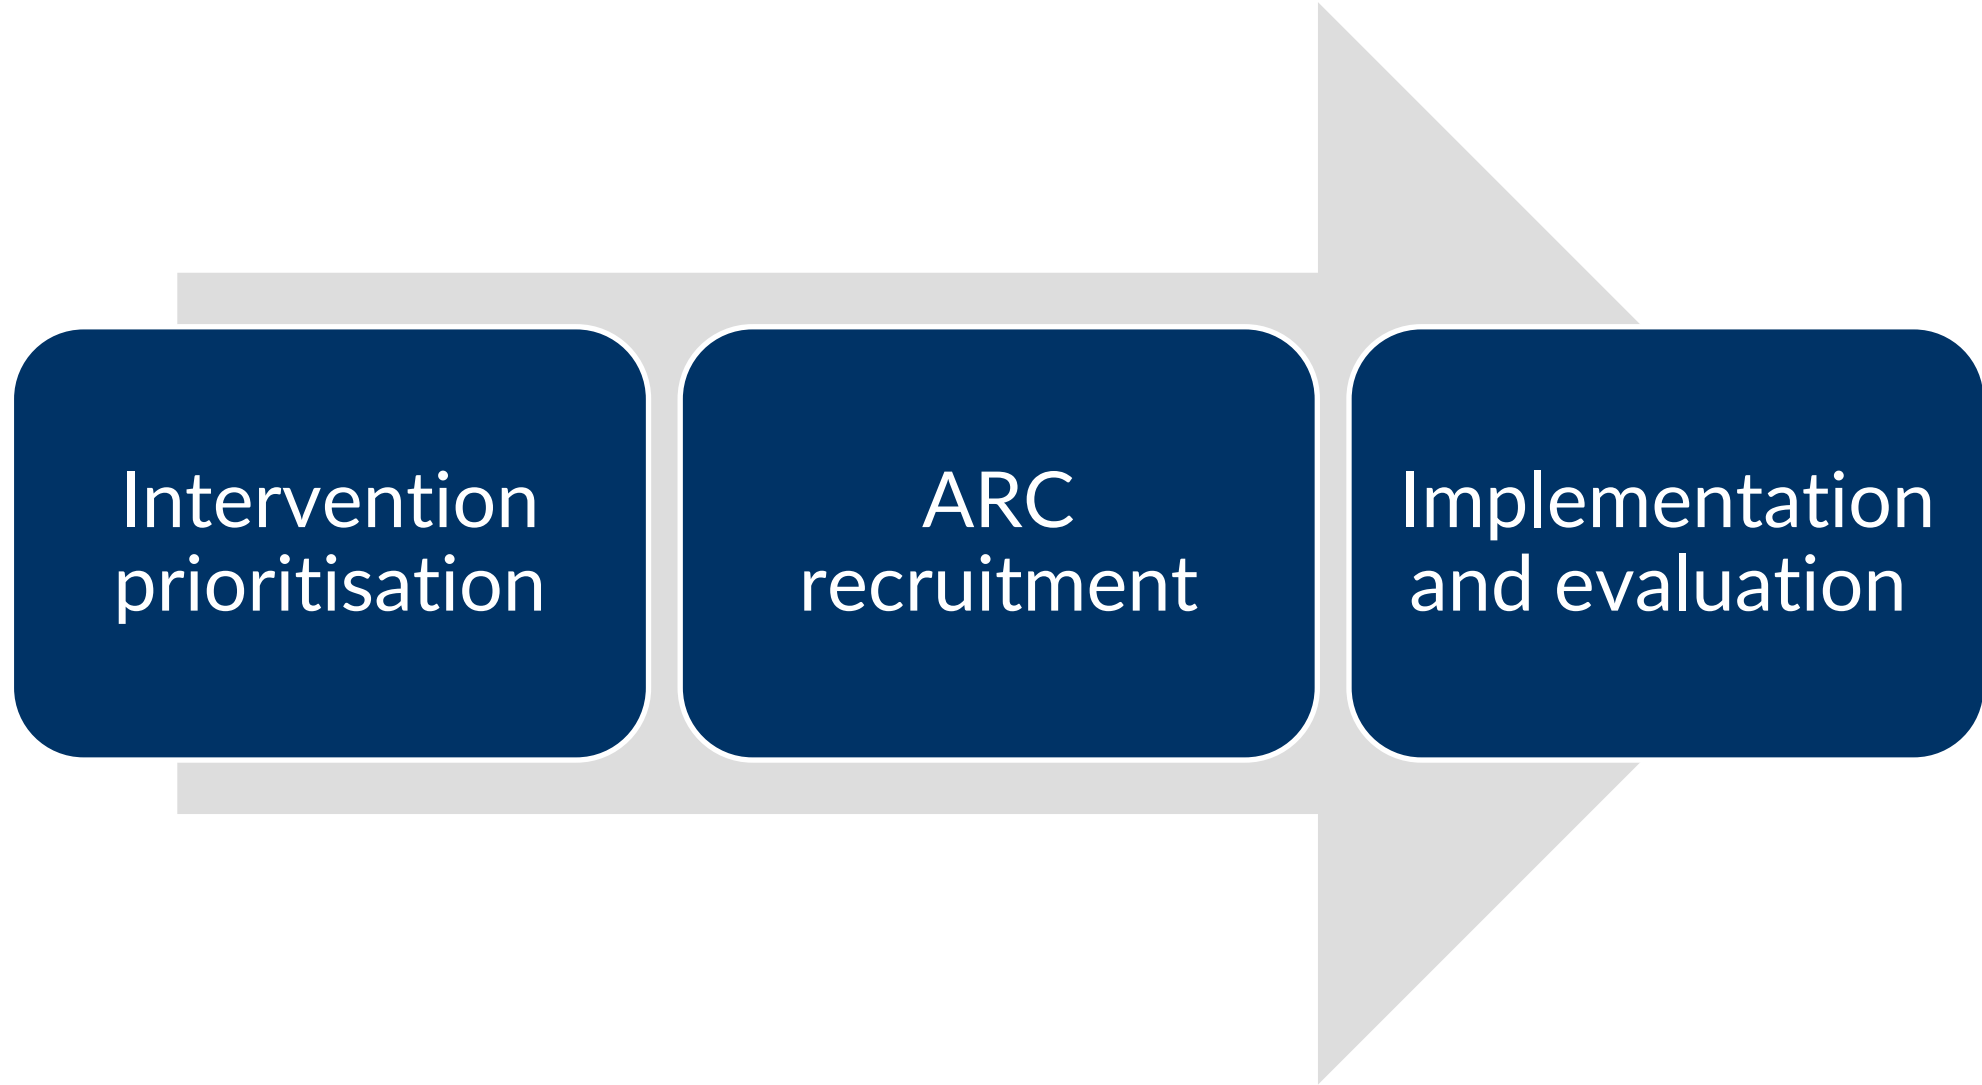 Intervention
prioritisation
ARC
recruitment
Implementation
and evaluation